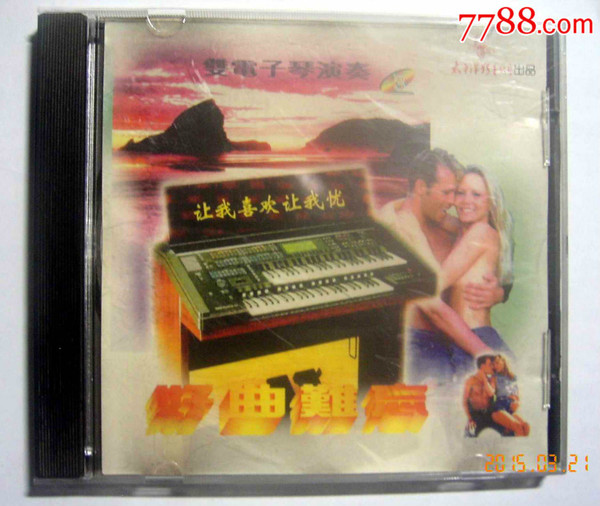 7788.com
雙電子琴演奏
出品
让我喜欢让我忧
好曲難忘
2015.03.21